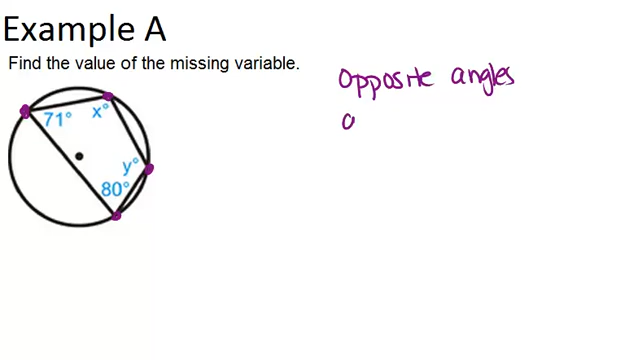 Example A
Find the value of the missing variable.
opposite angles
a
71° x°
y°
80°